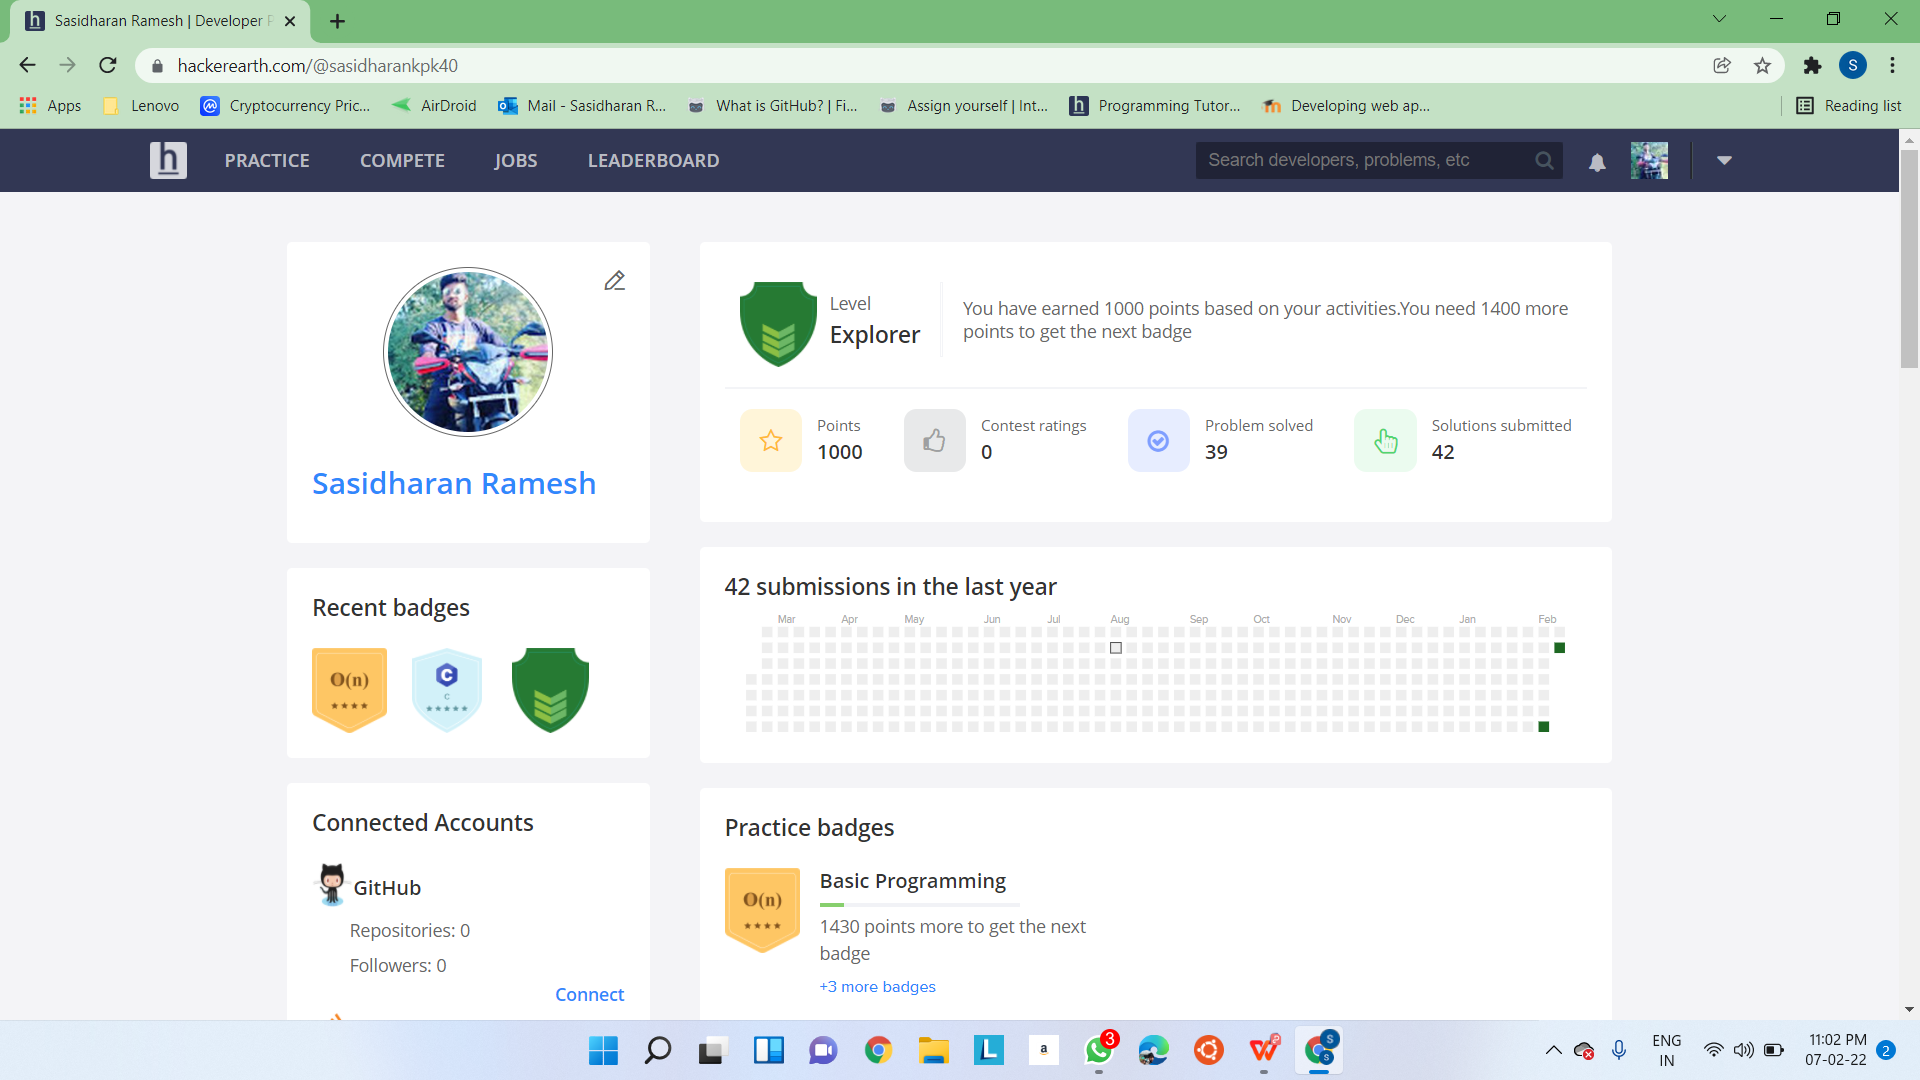 Sasidharan Ramesh | Developer P
hackerearth.com/@sasidharankpk40
S
Apps
Lenovo
Cryptocurrency Pric...
AirDroid
Mail - Sasidharan R...
What is GitHub? | Fi...
Assign yourself | Int...
Programming Tutor...
Developing web ap...
Reading list
h PRACTICE COMPETE JOBS LEADERBOARD
Search developers, problems, etc
Sasidharan Ramesh
Level
Explorer
You have earned 1000 points based on your activities.You need 1400 more
points to get the next badge
Points
1000
Contest ratings
0
Problem solved
39
Solutions submitted
42
Recent badges
O(n)
C
C
42 submissions in the last year
Mar Apr May Jun Jul Aug Sep Oct Nov Dec Jan Feb
Connected Accounts
GitHub
Repositories: 0
Followers: 0
Connect
Practice badges
O(n)
Basic Programming
1430 points more to get the next
badge
+3 more badges
L
a
3
S
S
ENG
IN
11:02 PM
07-02-22
2